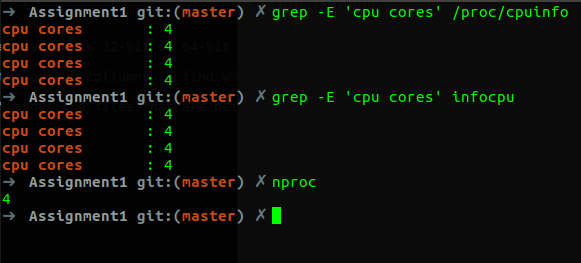 ➜ Assignment1 git:(master) ✗ grep -E 'cpu cores' /proc/cpuinfo
cpu cores : 4
cpu cores : 4
cpu cores : 4
cpu cores : 4
➜ Assignment1 git:(master) ✗ grep -E 'cpu cores' infocpu
cpu cores : 4
cpu cores : 4
cpu cores : 4
cpu cores : 4
➜ Assignment1 git:(master) ✗ nproc
4
➜ Assignment1 git:(master) ✗